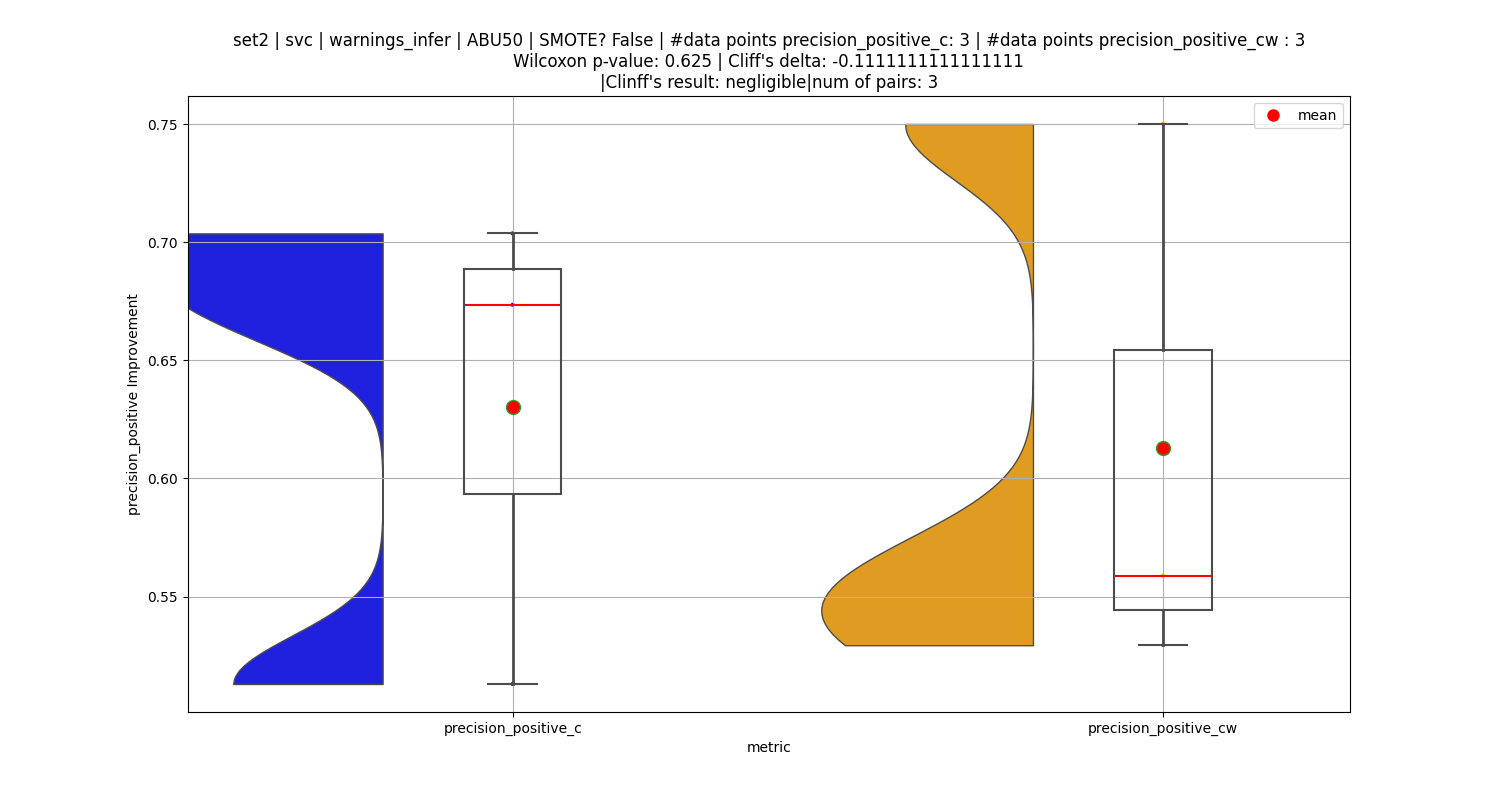 set2 | svc | warnings_infer | ABU50 | SMOTE? False | #data points precision_positive_c: 3 | #data points precision_positive_cw : 3
Wilcoxon p-value: 0.625 | Cliff's delta: -0.1111111111111111
|Clinff's result: negligible|num of pairs: 3
mean
0.75
0.70
0.65
0.60
0.55
precision_positive Improvement
precision_positive_c
precision_positive_cw
metric